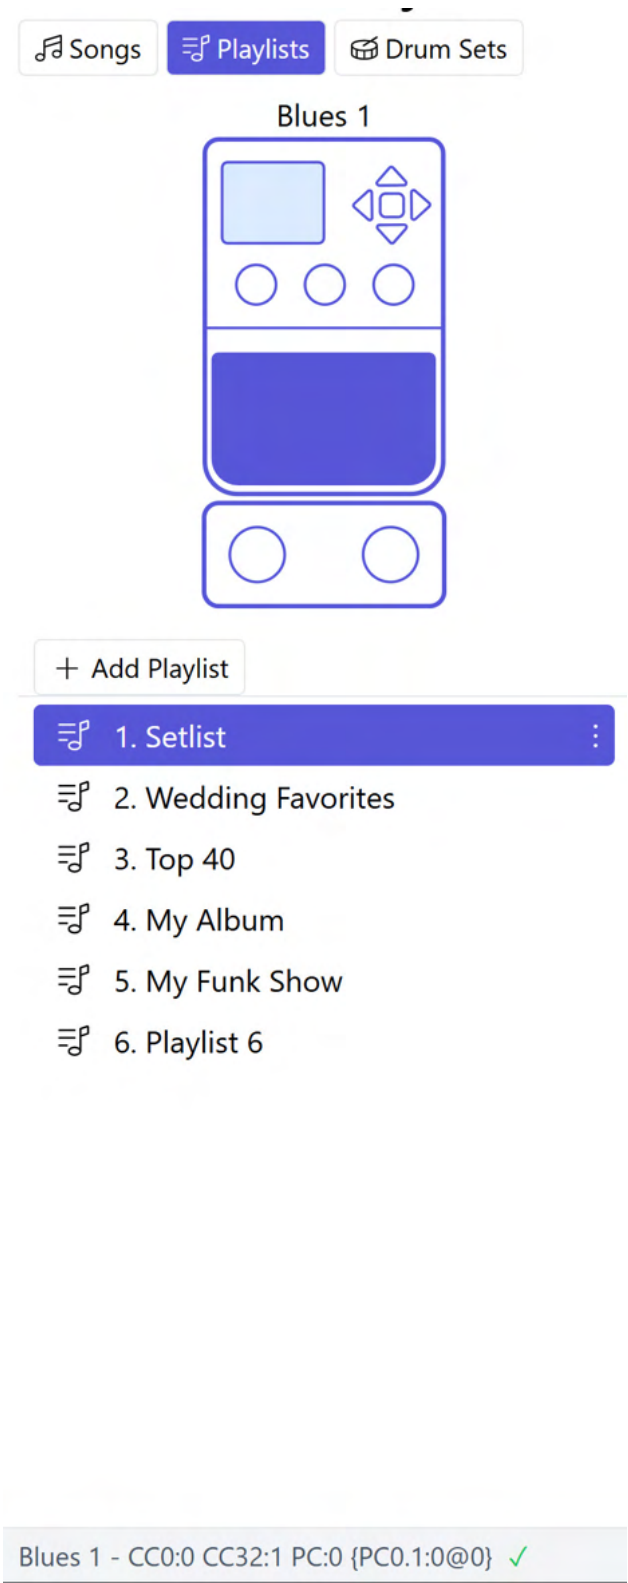 Songs Playlists Drum Sets
Blues 1
+ Add Playlist
1. Setlist
2. Wedding Favorites
3. Top 40
4. My Album
5. My Funk Show
6. Playlist 6
Blues 1 - CC0:0 CC32:1 PC:0 {PC0.1:0@0} ✓